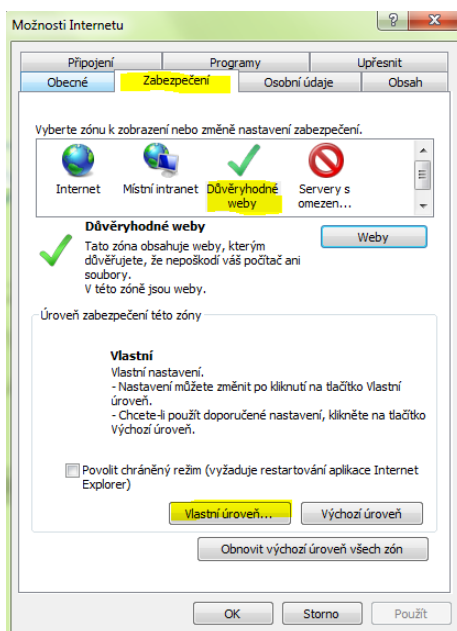 Možnosti Internetu
Připojení Programy Upřesnit
Obecné Zabezpečení Osobní údaje Obsah
Vyberte zónu k zobrazení nebo změně nastavení zabezpečení.
Internet Místní intranet Důvěryhodné weby Servery s omezen...
Důvěryhodné weby
Weby
Tato zóna obsahuje weby, kterým
důvěřujete, že nepoškodí váš počítač ani
soubory.
V této zóně jsou weby.
Úroveň zabezpečení této zóny
Vlastní
Vlastní nastavení.
- Nastavení můžete změnit po kliknutí na tlačítko Vlastní
úroveň.
- Chcete-li použít doporučené nastavení, klikněte na tlačítko
Výchozí úroveň.
Povolit chráněný režim (vyžaduje restartování aplikace Internet
Explorer)
Vlastní úroveň... Výchozí úroveň
Obnovit výchozí úroveň všech zón
OK Storno Použít